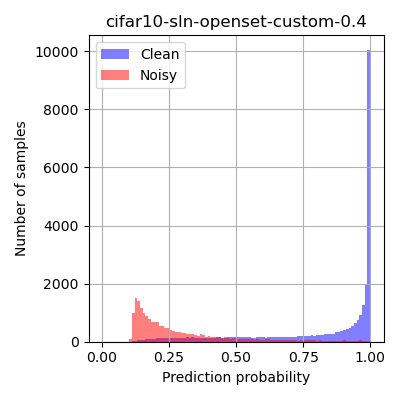 cifar10-sln-openset-custom-0.4
Clean
Noisy
Number of samples
10000
8000
6000
4000
2000
0
0.00 0.25 0.50 0.75 1.00
Prediction probability